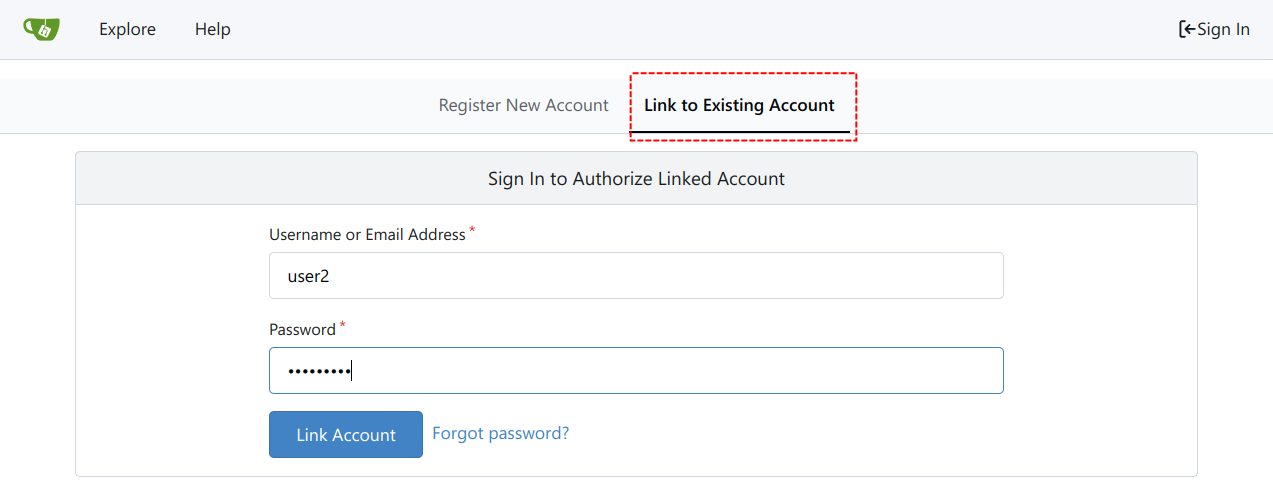 Explore Help Sign In
Register New Account Link to Existing Account
Sign In to Authorize Linked Account
Username or Email Address *
user2
Password *
•••••••••
Link Account Forgot password?